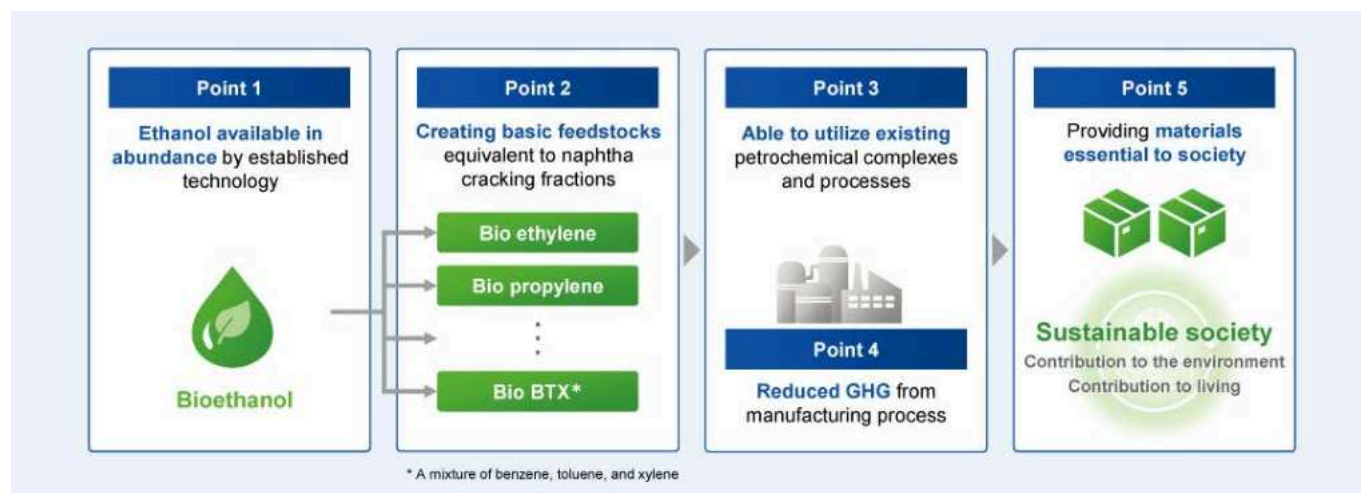 Point 1
Ethanol available in
abundance by established
technology
Bioethanol
Point 2
Creating basic feedstocks
equivalent to naphtha
cracking fractions
Bio ethylene
Bio propylene
Bio BTX*
* A mixture of benzene, toluene, and xylene
Point 3
Able to utilize existing
petrochemical complexes
and processes
Point 4
Reduced GHG from
manufacturing process
Point 5
Providing materials
essential to society
Sustainable society
Contribution to the environment
Contribution to living